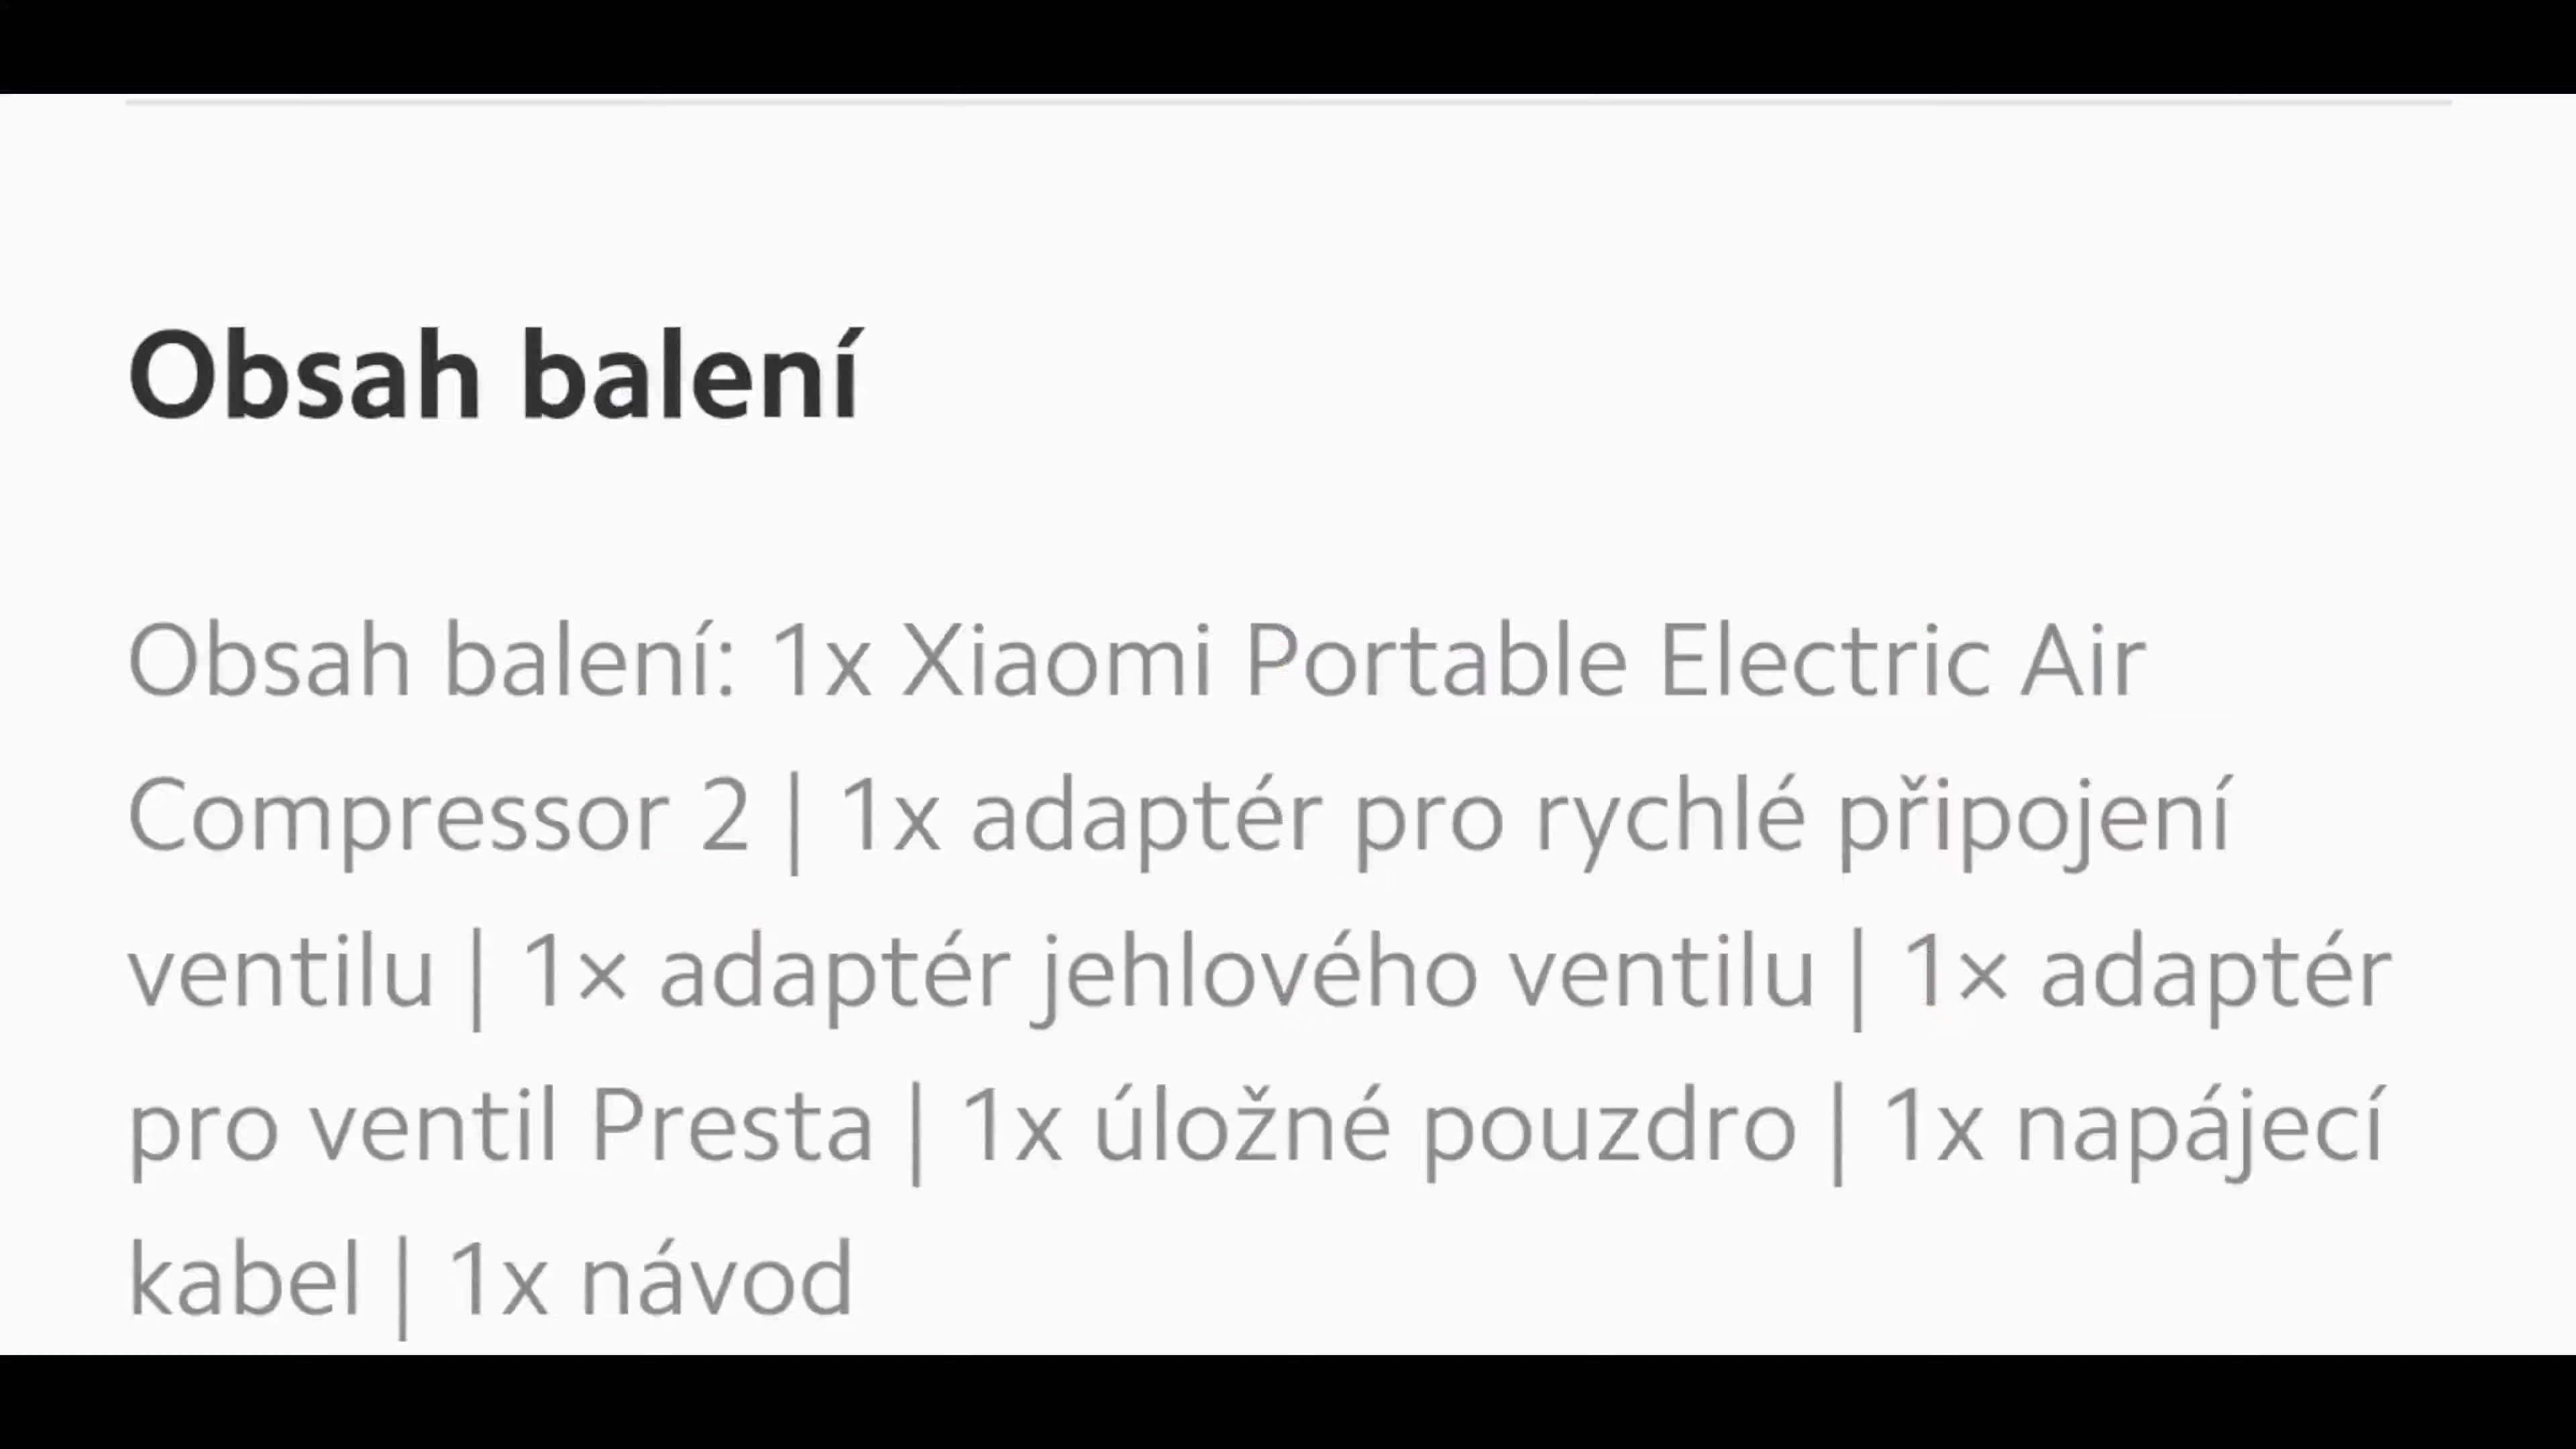 Obsah balení
Obsah balení: 1x Xiaomi Portable Electric Air
Compressor 2 | 1x adaptér pro rychlé připojení
ventilu | 1× adaptér jehlového ventilu | 1× adaptér
pro ventil Presta | 1x úložné pouzdro | 1x napájecí
kabel | 1x návod